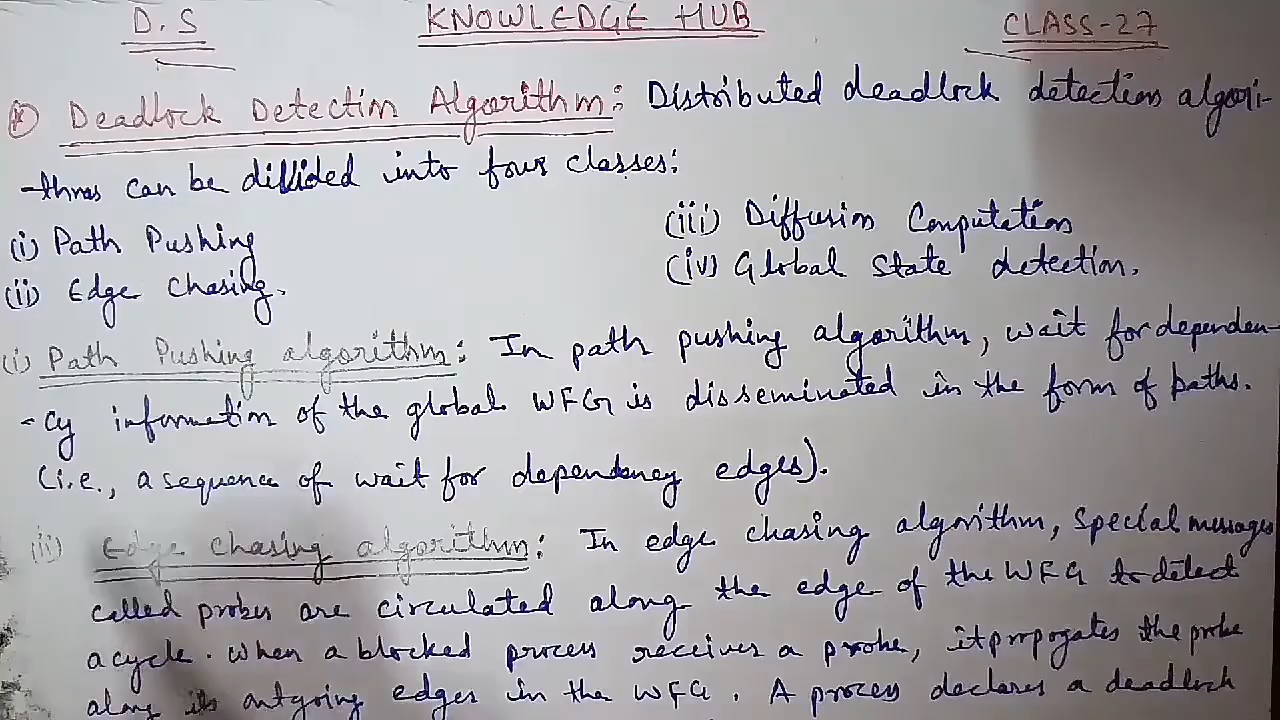 D.S KNOWLEDGE HUB CLASS-27
* Deadlock Detection Algorithm: Distributed deadlock detection algori-
-thms can be divided into four classes:
(i) Path Pushing
(ii) Edge Chasing.
(iii) Diffusion Computation
(iv) Global State detection.
(i) Path Pushing algorithm: In path pushing algorithm, wait for dependen-
-cy information of the global WFG is disseminated in the form of paths.
(i.e., a sequence of wait for dependency edges).
(ii) Edge chasing algorithm: In edge chasing algorithm, special messages
called probes are circulated along the edge of the WFG to detect
a cycle. When a blocked process receives a probe, it propogates the probe
along its outgoing edges in the WFG. A process declares a deadlock